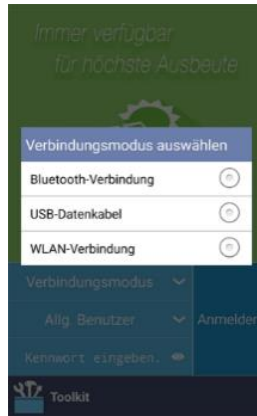 Immer verfügbar
für höchste Ausbeute
Verbindungsmodus auswählen
Bluetooth-Verbindung
USB-Datenkabel
WLAN-Verbindung
Verbindungsmodus
Allg. Benutzer
Anmelden
Kennwort eingeben.
Toolkit